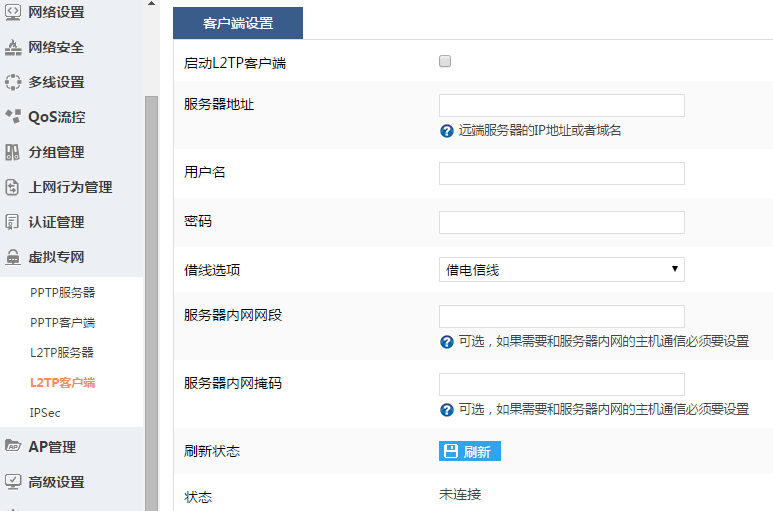 网络设置
网络安全
多线设置
QoS流控
分组管理
上网行为管理
认证管理
虚拟专网
PPTP服务器
PPTP客户端
L2TP服务器
L2TP客户端
IPSec
AP管理
高级设置
客户端设置
启动L2TP客户端
服务器地址
远端服务器的IP地址或者域名
用户名
密码
借线选项
借电信线
服务器内网网段
可选，如果需要和服务器内网的主机通信必须要设置
服务器内网掩码
可选，如果需要和服务器内网的主机通信必须要设置
刷新状态
刷新
状态
未连接